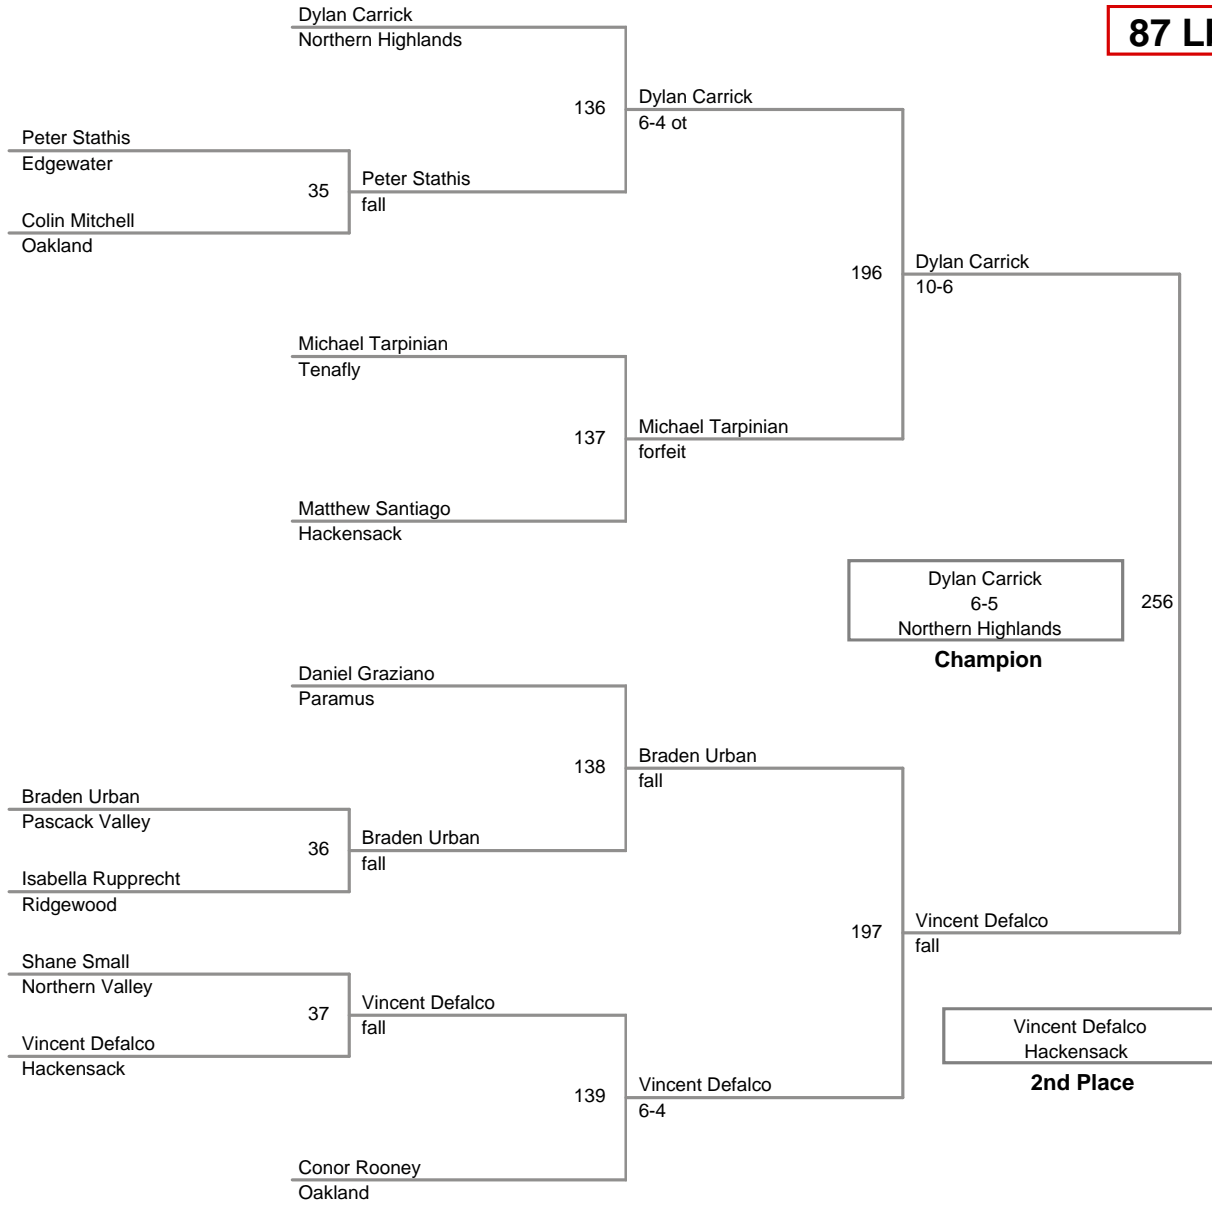 Dylan Carrick
Northern Highlands
87 L
136
Dylan Carrick
6-4 ot
Peter Stathis
Edgewater
35
Peter Stathis
fall
Colin Mitchell
Oakland
196
Dylan Carrick
10-6
Michael Tarpinian
Tenafly
137
Michael Tarpinian
forfeit
Matthew Santiago
Hackensack
Dylan Carrick
6-5
Northern Highlands
256
Champion
Daniel Graziano
Paramus
138
Braden Urban
fall
Braden Urban
Pascack Valley
36
Braden Urban
fall
Isabella Rupprecht
Ridgewood
197
Vincent Defalco
fall
Shane Small
Northern Valley
37
Vincent Defalco
fall
Vincent Defalco
Hackensack
Vincent Defalco
Hackensack
2nd Place
139
Vincent Defalco
6-4
Conor Rooney
Oakland